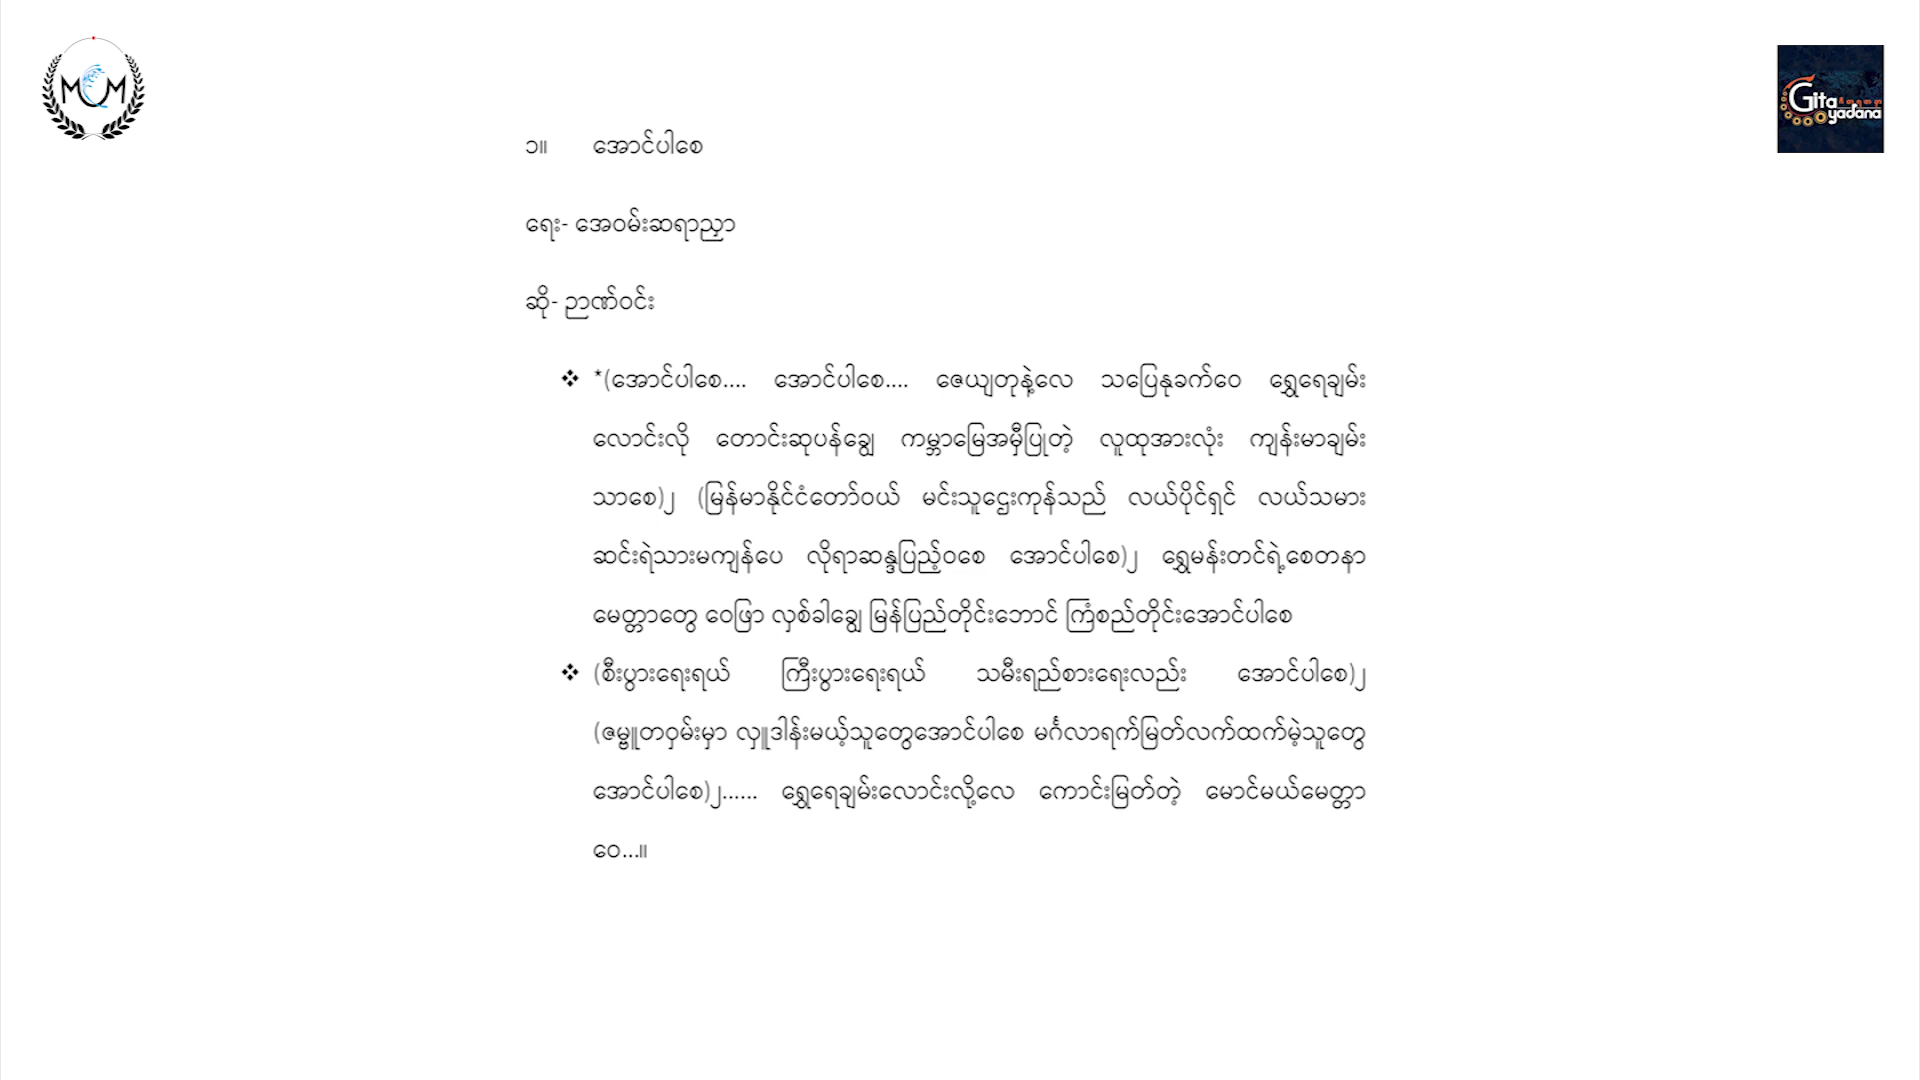 MUM
Gita
ဂီတရတနာ
yadana
၁။ အောင်ပါစေ
ရေး- အေဝမ်းဆရာညှာ
ဆို- ဉာဏ်ဝင်း
❖ *(အောင်ပါစေ.... အောင်ပါစေ.... ဇေယျတုနဲ့လေ သပြေနုခက်ဝေ ရွှေရေချမ်း
လောင်းလို တောင်းဆုပန်ချွေ ကမ္ဘာမြေအမှီပြုတဲ့ လူထုအားလုံး ကျန်းမာချမ်း
သာစေ)၂ (မြန်မာနိုင်ငံတော်ဝယ် မင်းသူဌေးကုန်သည် လယ်ပိုင်ရှင် လယ်သမား
ဆင်းရဲသားမကျန်ပေ လိုရာဆန္ဒပြည့်ဝစေ အောင်ပါစေ)၂ ရွှေမန်းတင်ရဲ့စေတနာ
မေတ္တာတွေ ဝေဖြာ လှစ်ခါချွေ မြန်ပြည်တိုင်းဘောင် ကြံစည်တိုင်းအောင်ပါစေ
❖ (စီးပွားရေးရယ် ကြီးပွားရေးရယ် သမီးရည်စားရေးလည်း အောင်ပါစေ)၂
(ဇမ္ဗူတဝှမ်းမှာ လှူဒါန်းမယ့်သူတွေအောင်ပါစေ မင်္ဂလာရက်မြတ်လက်ထက်မဲ့သူတွေ
အောင်ပါစေ)၂...... ရွှေရေချမ်းလောင်းလို့လေ ကောင်းမြတ်တဲ့ မောင်မယ်မေတ္တာ
ဝေ...။